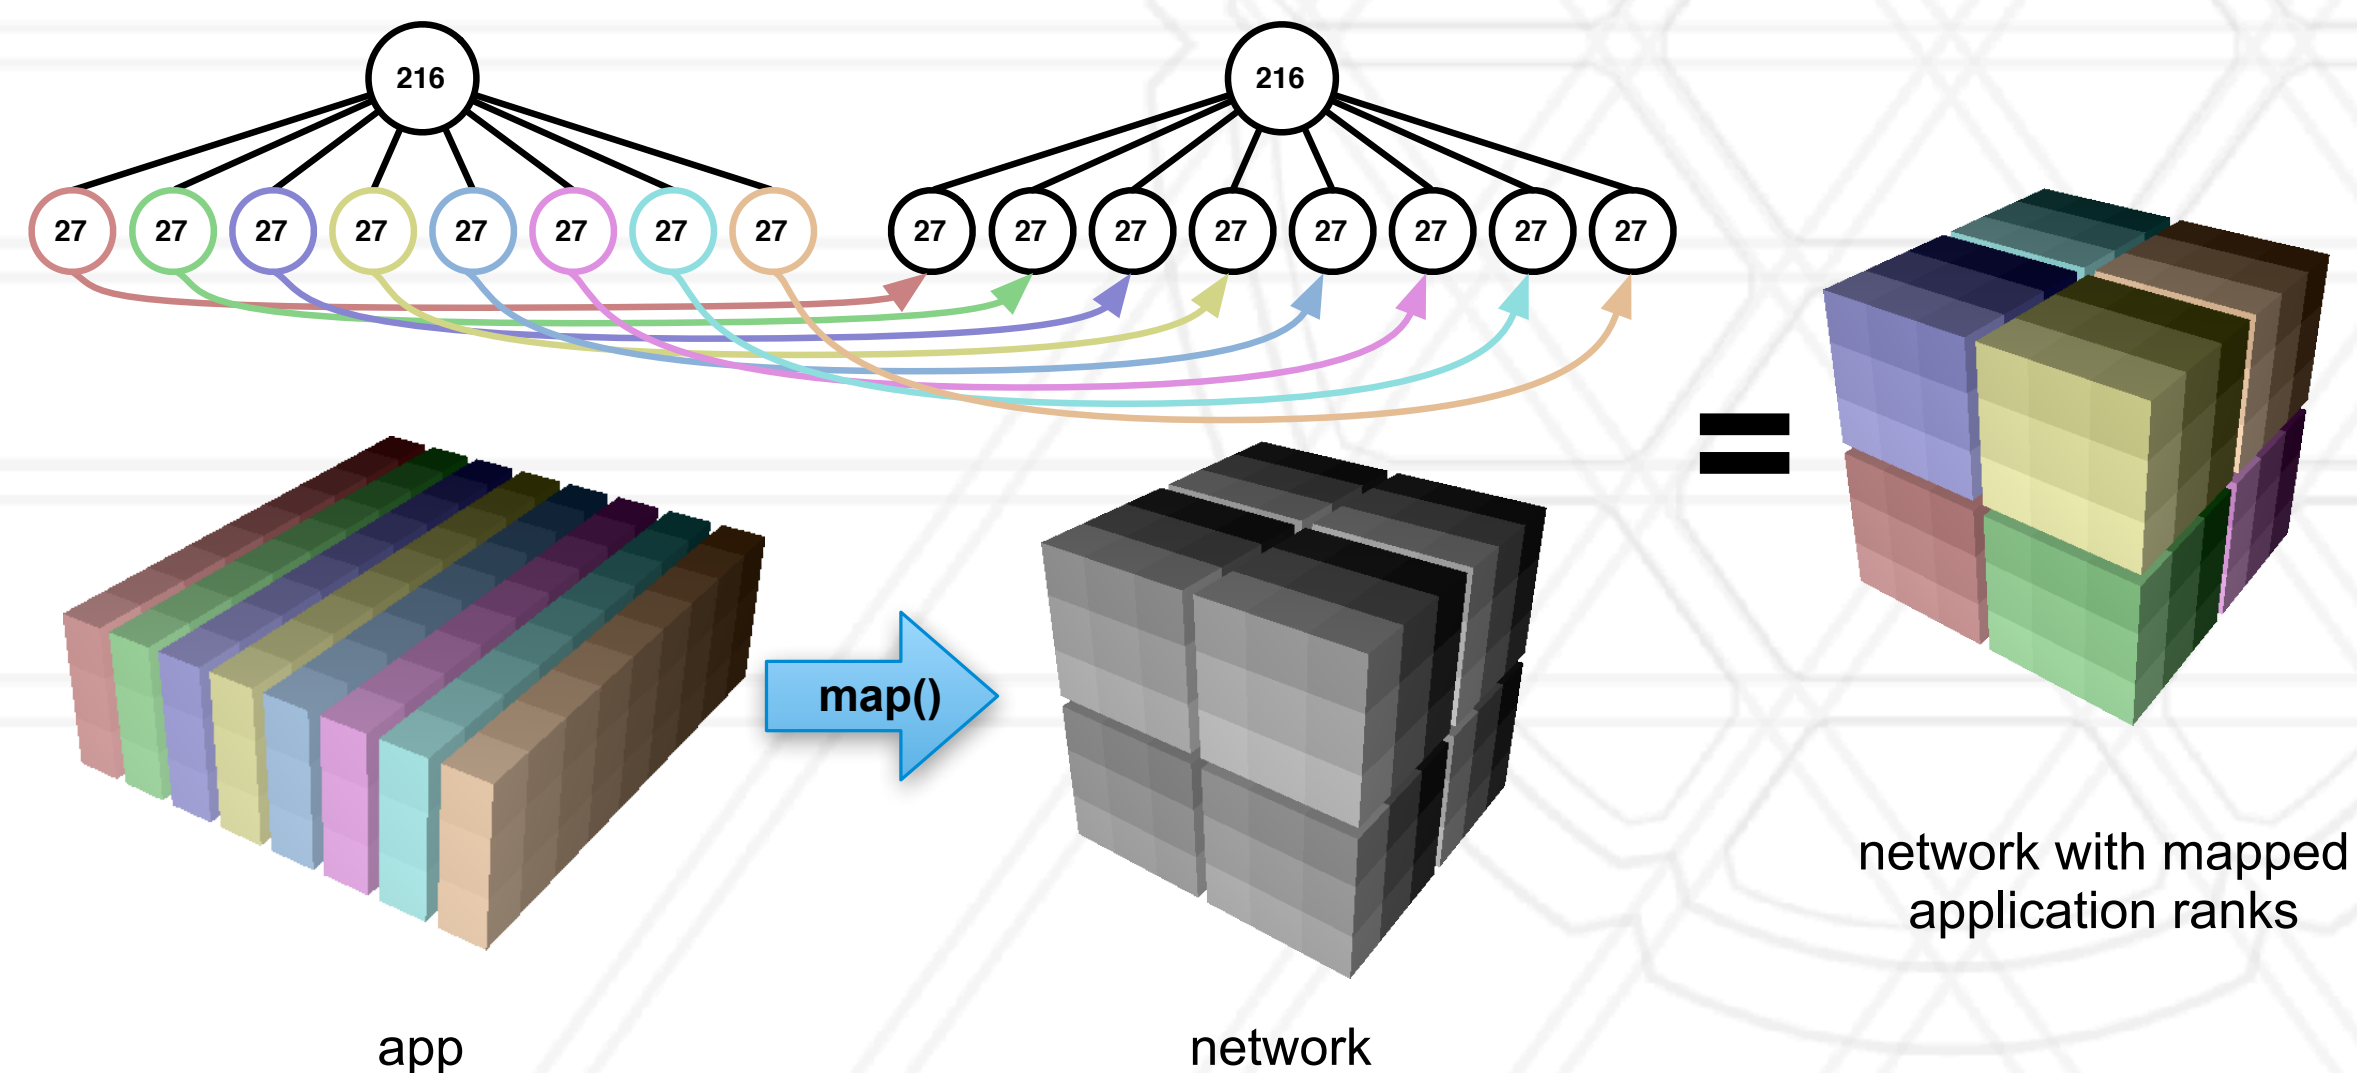 216
216
27 27 27 27 27 27 27 27
27 27 27 27 27 27 27 27
map()
network with mapped
application ranks
app
network